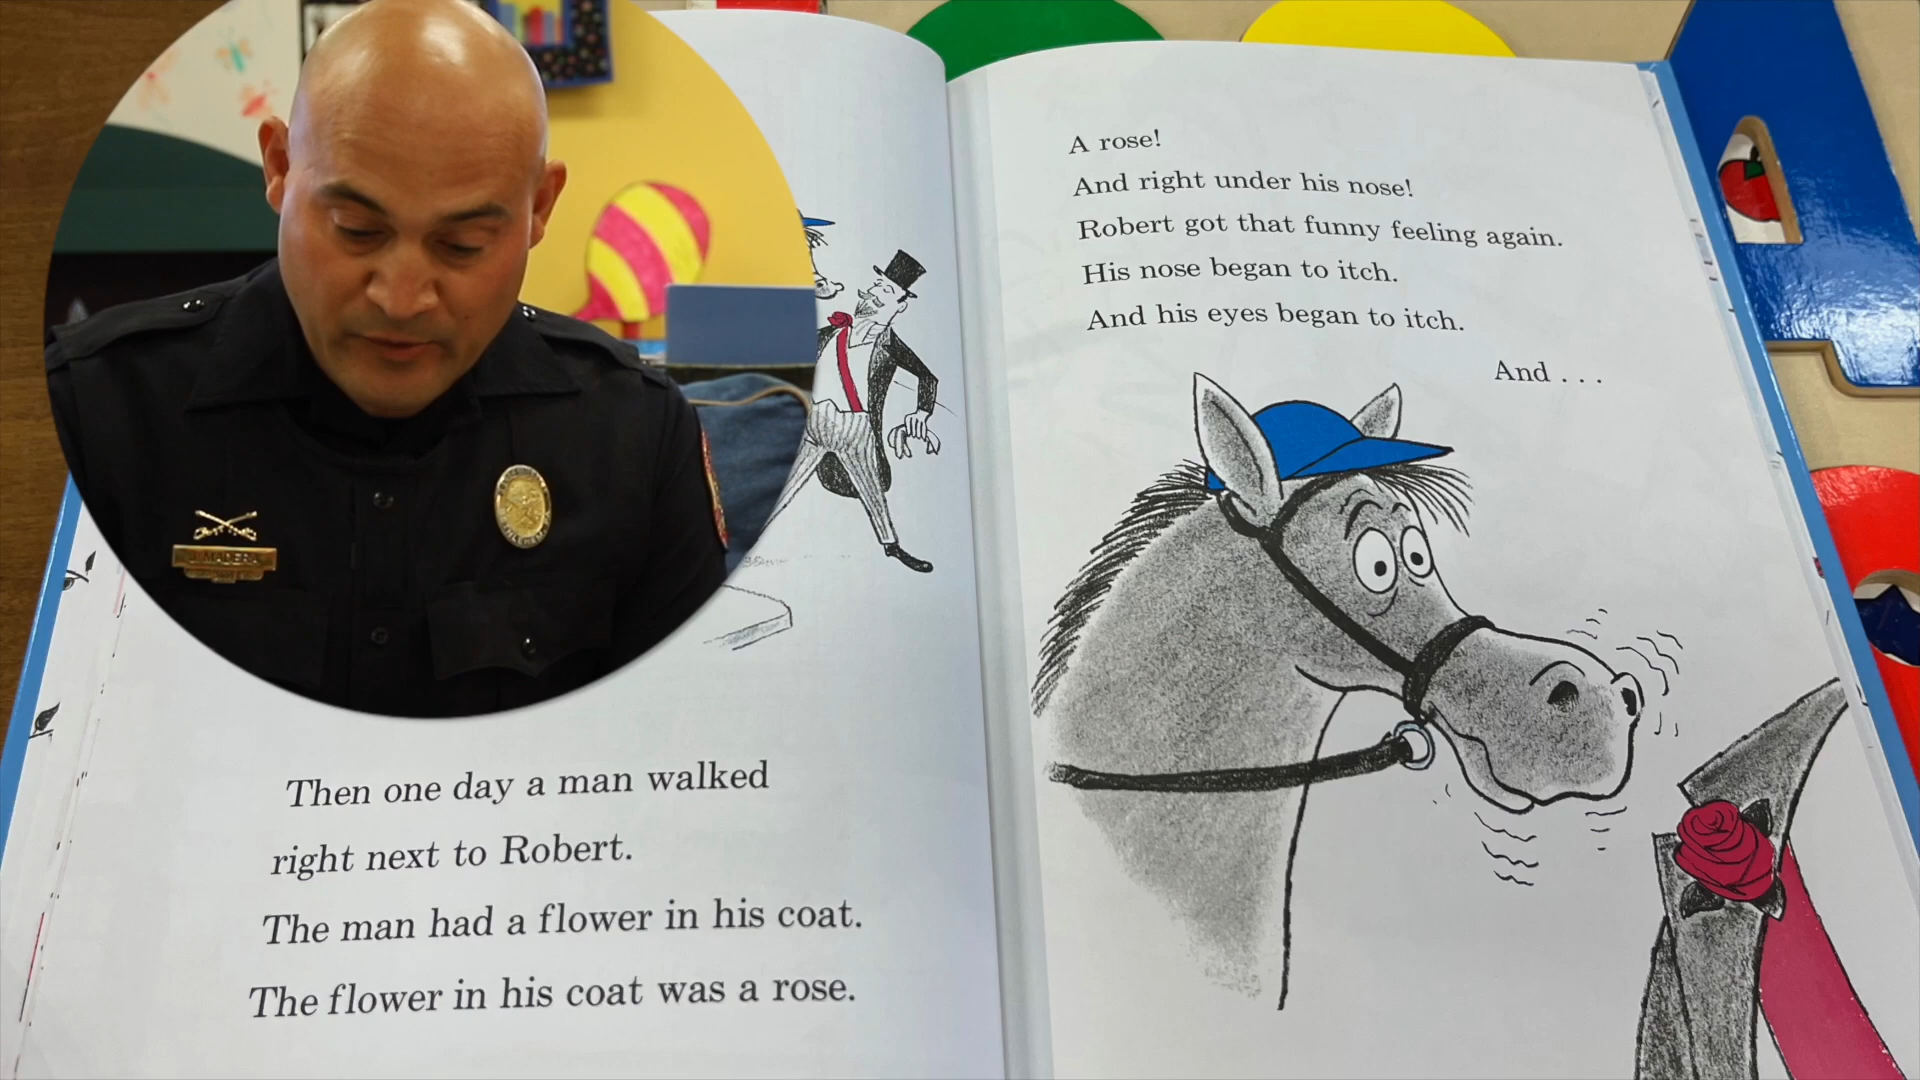 J. MADERA
Then one day a man walked
right next to Robert.
The man had a flower in his coat.
The flower in his coat was a rose.
A rose!
And right under his nose!
Robert got that funny feeling again.
His nose began to itch.
And his eyes began to itch.
And . . .